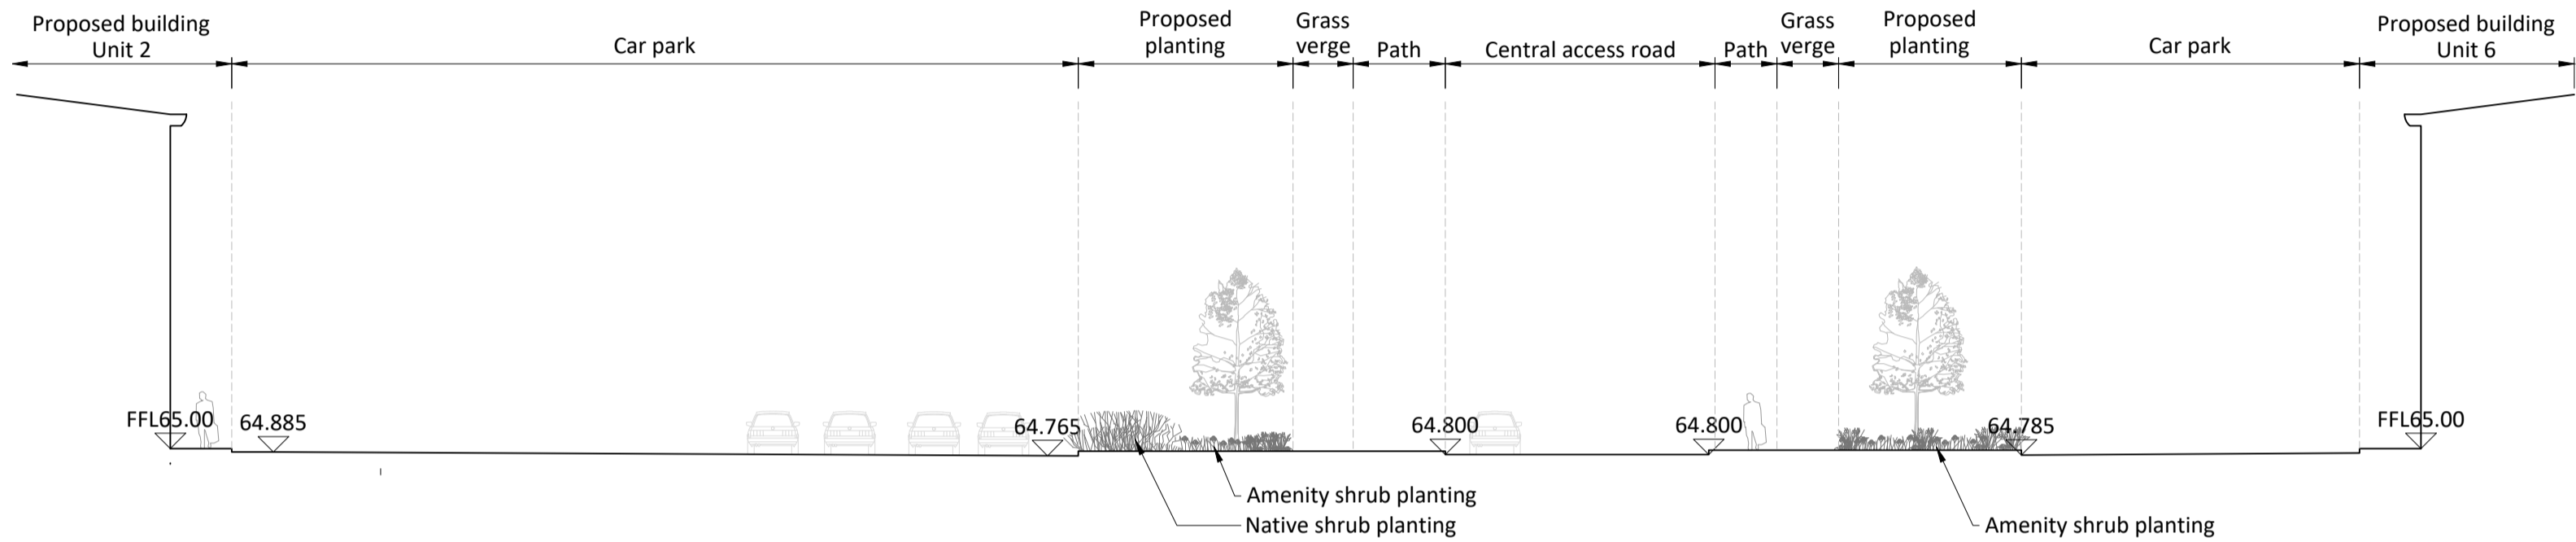 Proposed building
Unit 2
Car park
Proposed
planting
Grass
verge
Path
Central access road
Path
Grass
verge
Proposed
planting
Car park
Proposed building
Unit 6
FFL65.00
64.885
64.765
64.800
64.800
64.785
FFL65.00
Amenity shrub planting
Native shrub planting
Amenity shrub planting